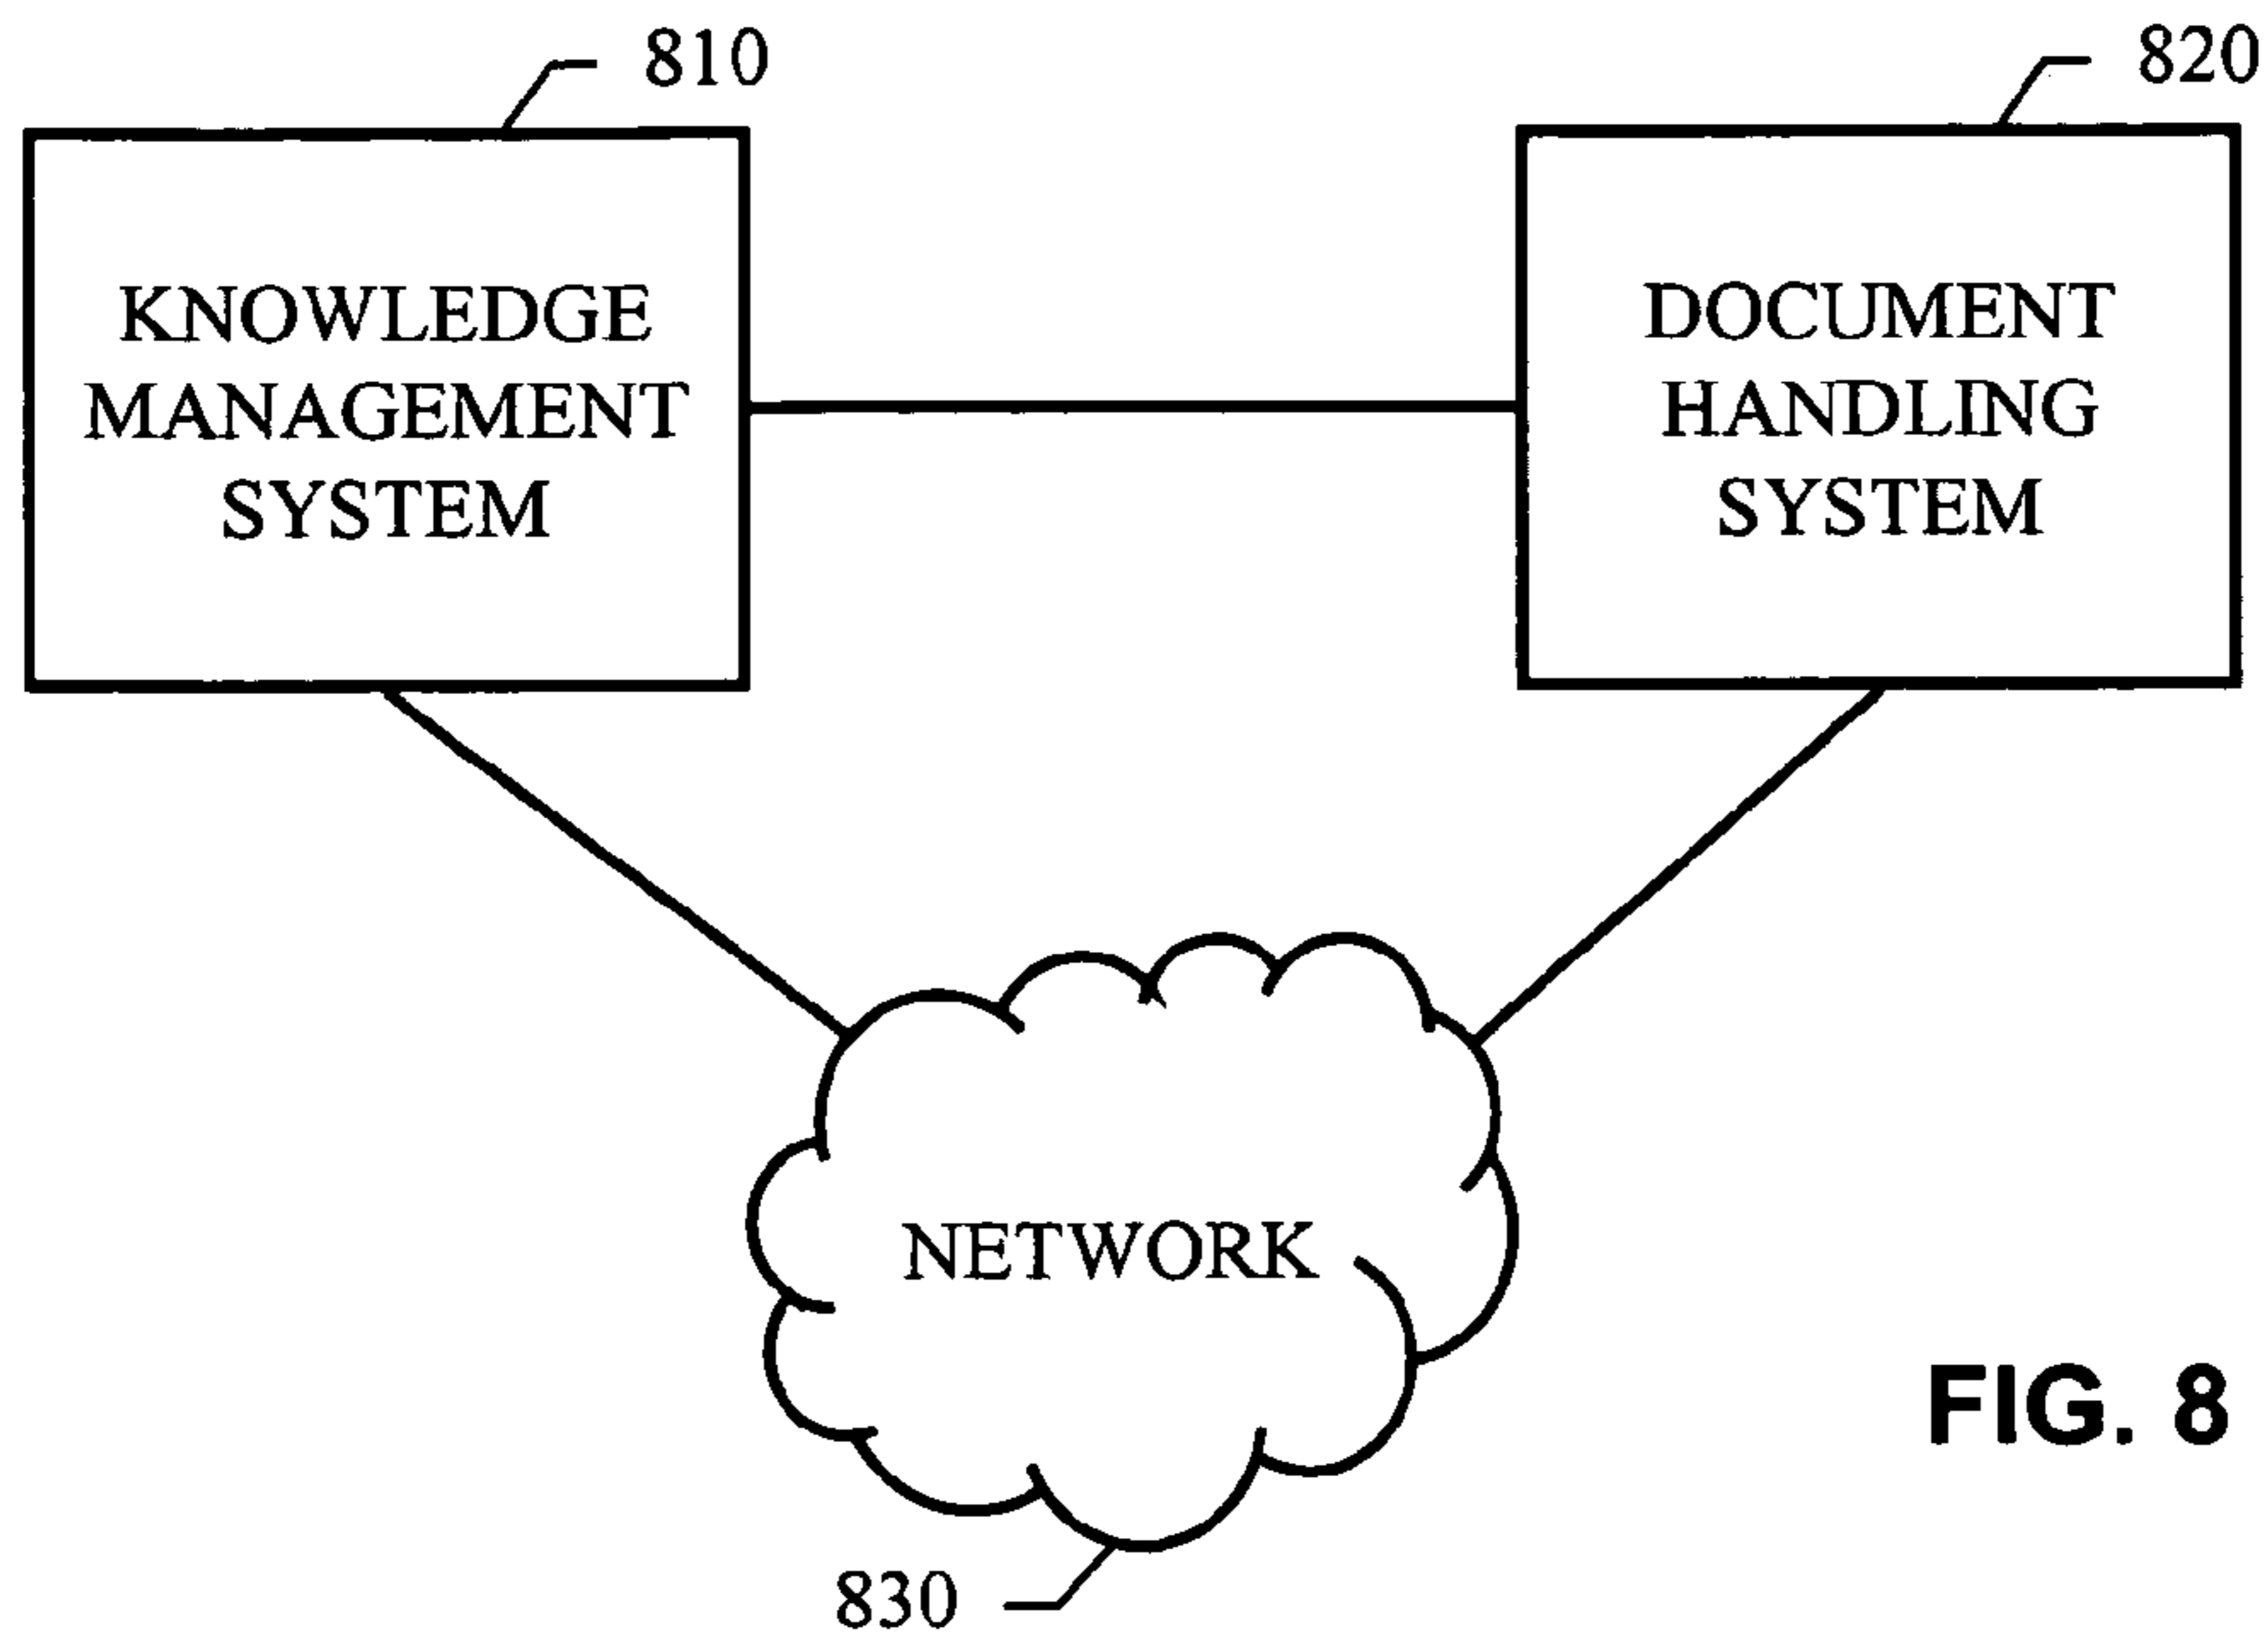 810
820
KNOWLEDGE
MANAGEMENT
SYSTEM
DOCUMENT
HANDLING
SYSTEM
NETWORK
FIG. 8
830